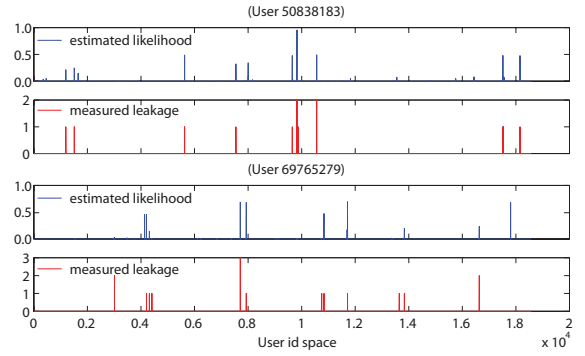 (User 50838183)
1.0
estimated likelihood
0.5
0.0
2
measured leakage
1
0
(User 69765279)
1.0
estimated likelihood
0.5
0.0
3
measured leakage
2
1
0
0 0.2 0.4 0.6 0.8 1.0 1.2 1.4 1.6 1.8 20
User id space
x 10⁴